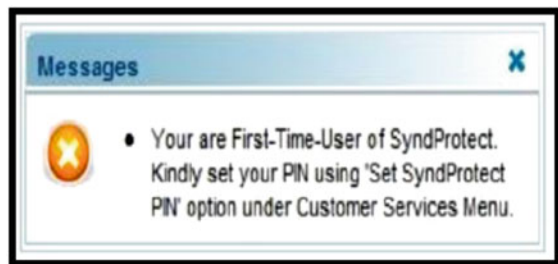 Messages
• Your are First-Time-User of SyndProtect.
Kindly set your PIN using 'Set SyndProtect
PIN' option under Customer Services Menu.